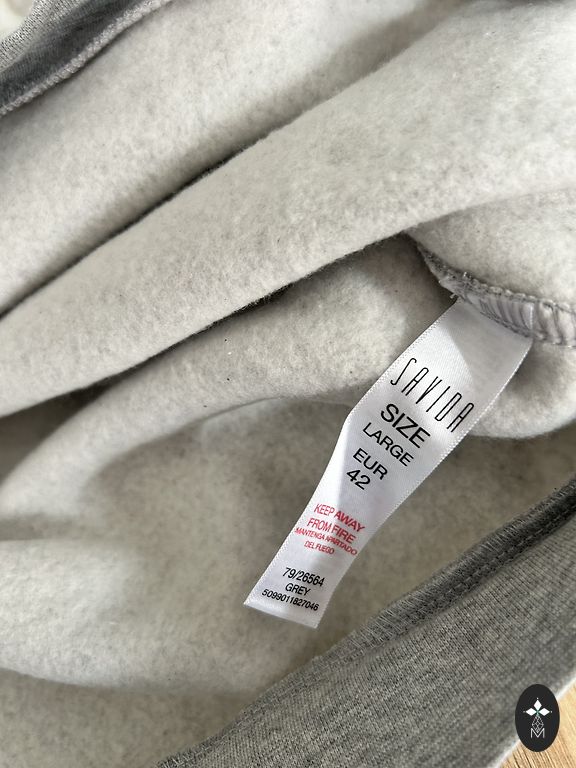 SAVIDA
SIZE
LARGE
EUR
42
KEEP AWAY
FROM FIRE
MANTENGA APARTADO
DEL FUEGO
79/26564
GREY
5099011827046
M